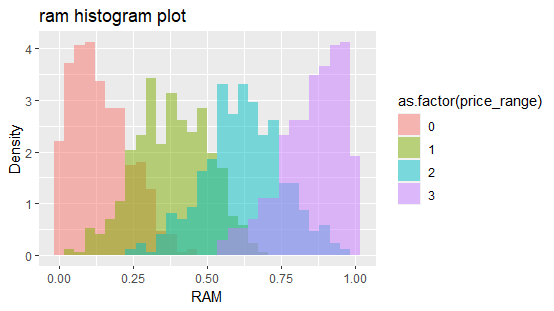 ram histogram plot
Density
4
3
2
1
0
0.00 0.25 0.50 0.75 1.00
RAM
as.factor(price_range)
0
1
2
3